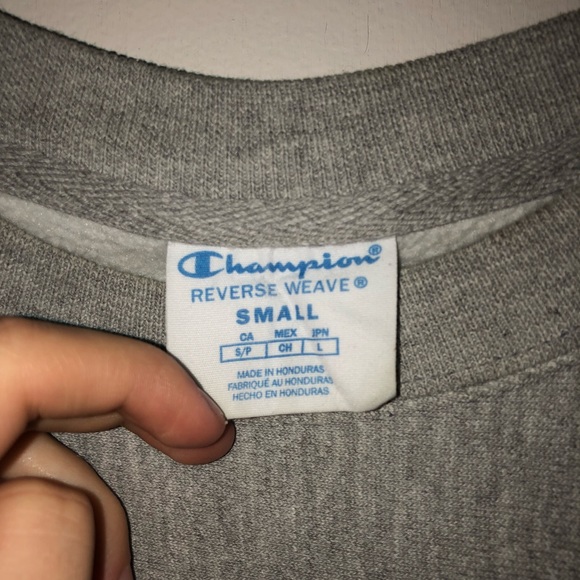 Champion®
REVERSE WEAVE®
SMALL
CA MEX JPN
S/P CH L
MADE IN HONDURAS
FABRIQUÉ AU HONDURAS
HECHO EN HONDURAS